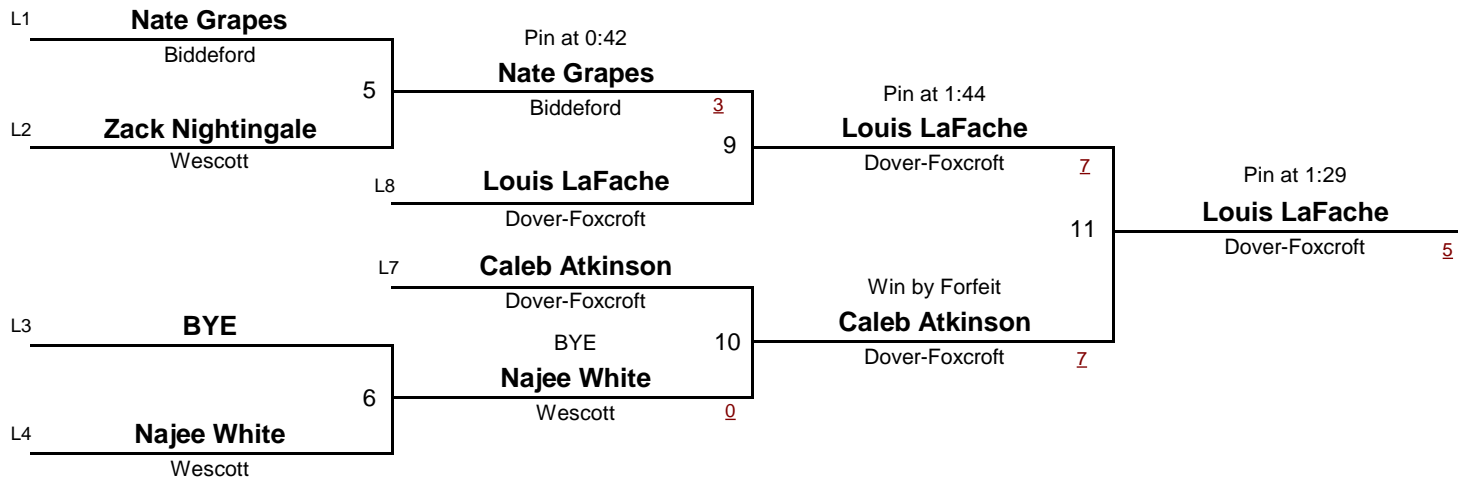 L1
Nate Grapes
Biddeford
5
L2
Zack Nightingale
Wescott
Pin at 0:42
Nate Grapes
Biddeford
3
9
L8
Louis LaFache
Dover-Foxcroft
Pin at 1:44
Louis LaFache
Dover-Foxcroft
7
11
Pin at 1:29
Louis LaFache
Dover-Foxcroft
5
L7
Caleb Atkinson
Dover-Foxcroft
10
Win by Forfeit
Caleb Atkinson
Dover-Foxcroft
7
L3
BYE
6
BYE
Najee White
Wescott
0
L4
Najee White
Wescott